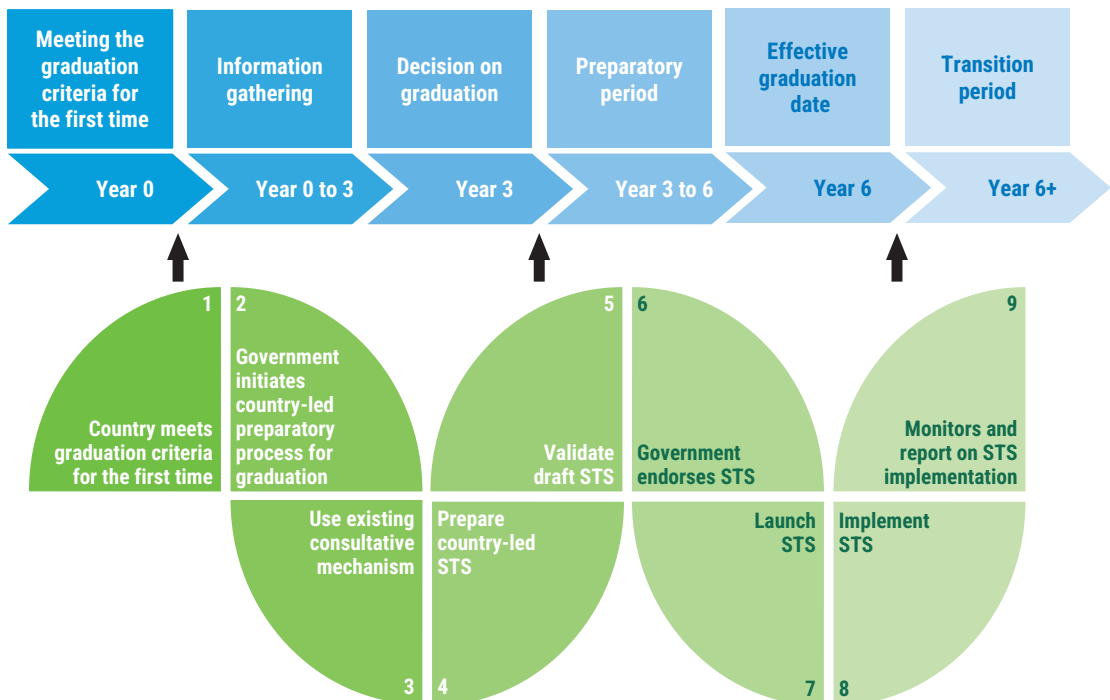 Meeting the
graduation
criteria for
the first time
Information
gathering
Decision on
graduation
Preparatory
period
Effective
graduation
date
Transition
period
Year 0
Year 0 to 3
Year 3
Year 3 to 6
Year 6
Year 6+
1
Country meets
graduation criteria
for the first time
2
Government
initiates
country-led
preparatory
process for
graduation
Use existing
consultative
mechanism
3
Prepare
country-led
STS
4
5
Validate
draft STS
6
Government
endorses STS
Launch
STS
7
Implement
STS
8
9
Monitors and
report on STS
implementation